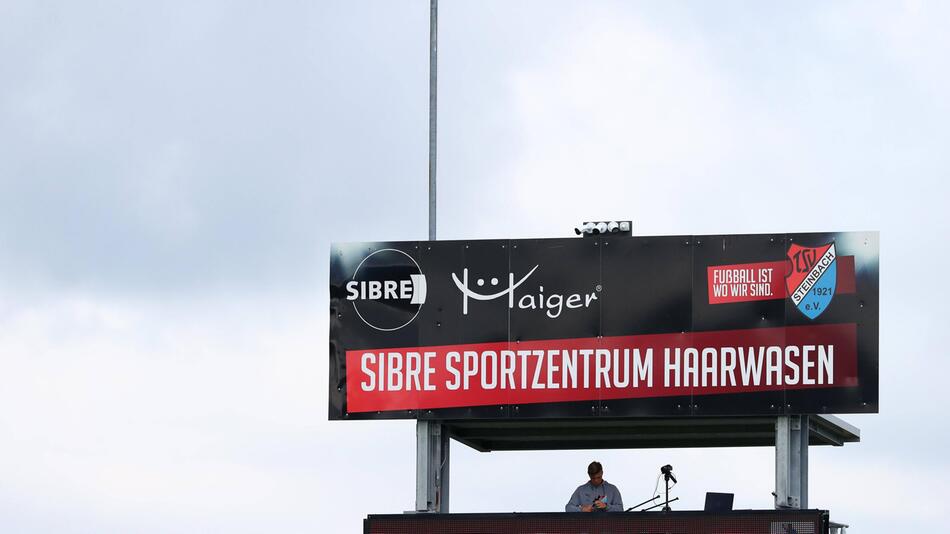 SIBRE
Haiger®
FUẞBALL IST
WO WIR SIND.
TSV
STEINBACH
1921
e.V.
SIBRE SPORTZENTRUM HAARWASEN